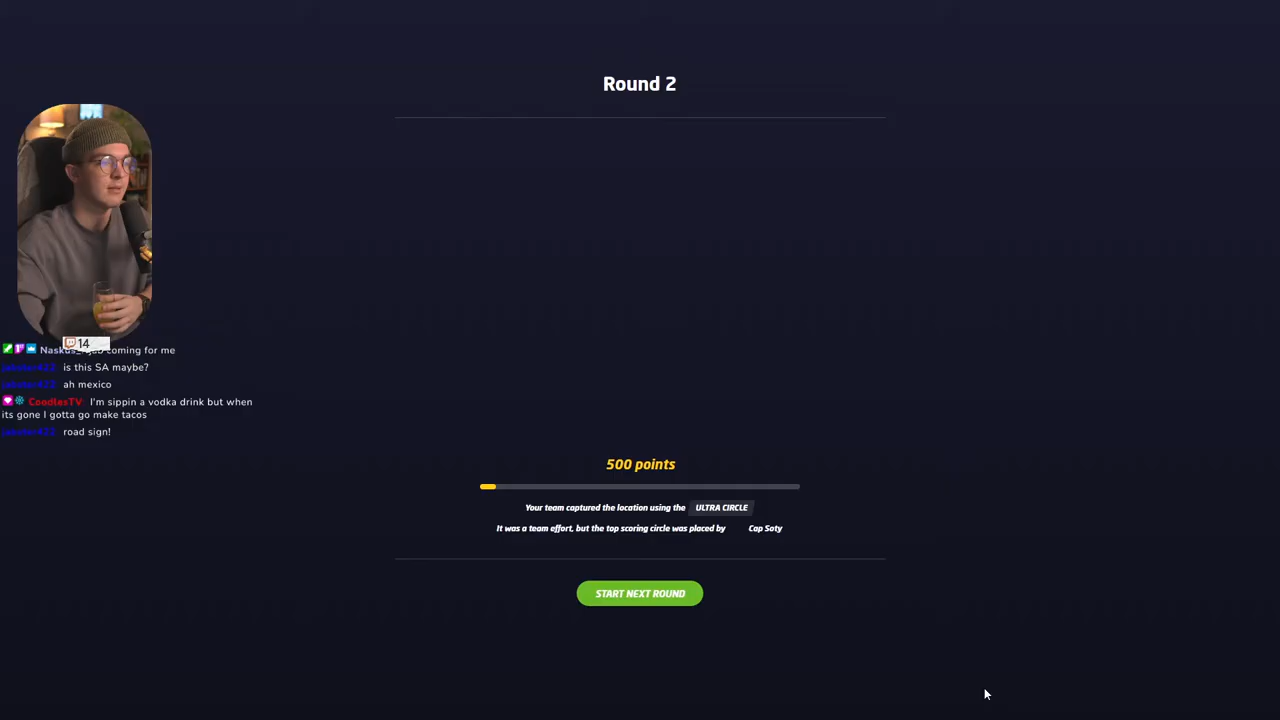 Round 2
14
Naskus_ coming for me
is this SA maybe?
ah mexico
CoodlesTV: I'm sippin a vodka drink but when
its gone I gotta go make tacos
road sign!
500 points
Your team captured the location using the ULTRA CIRCLE
It was a team effort, but the top scoring circle was placed by Cap Soty
START NEXT ROUND